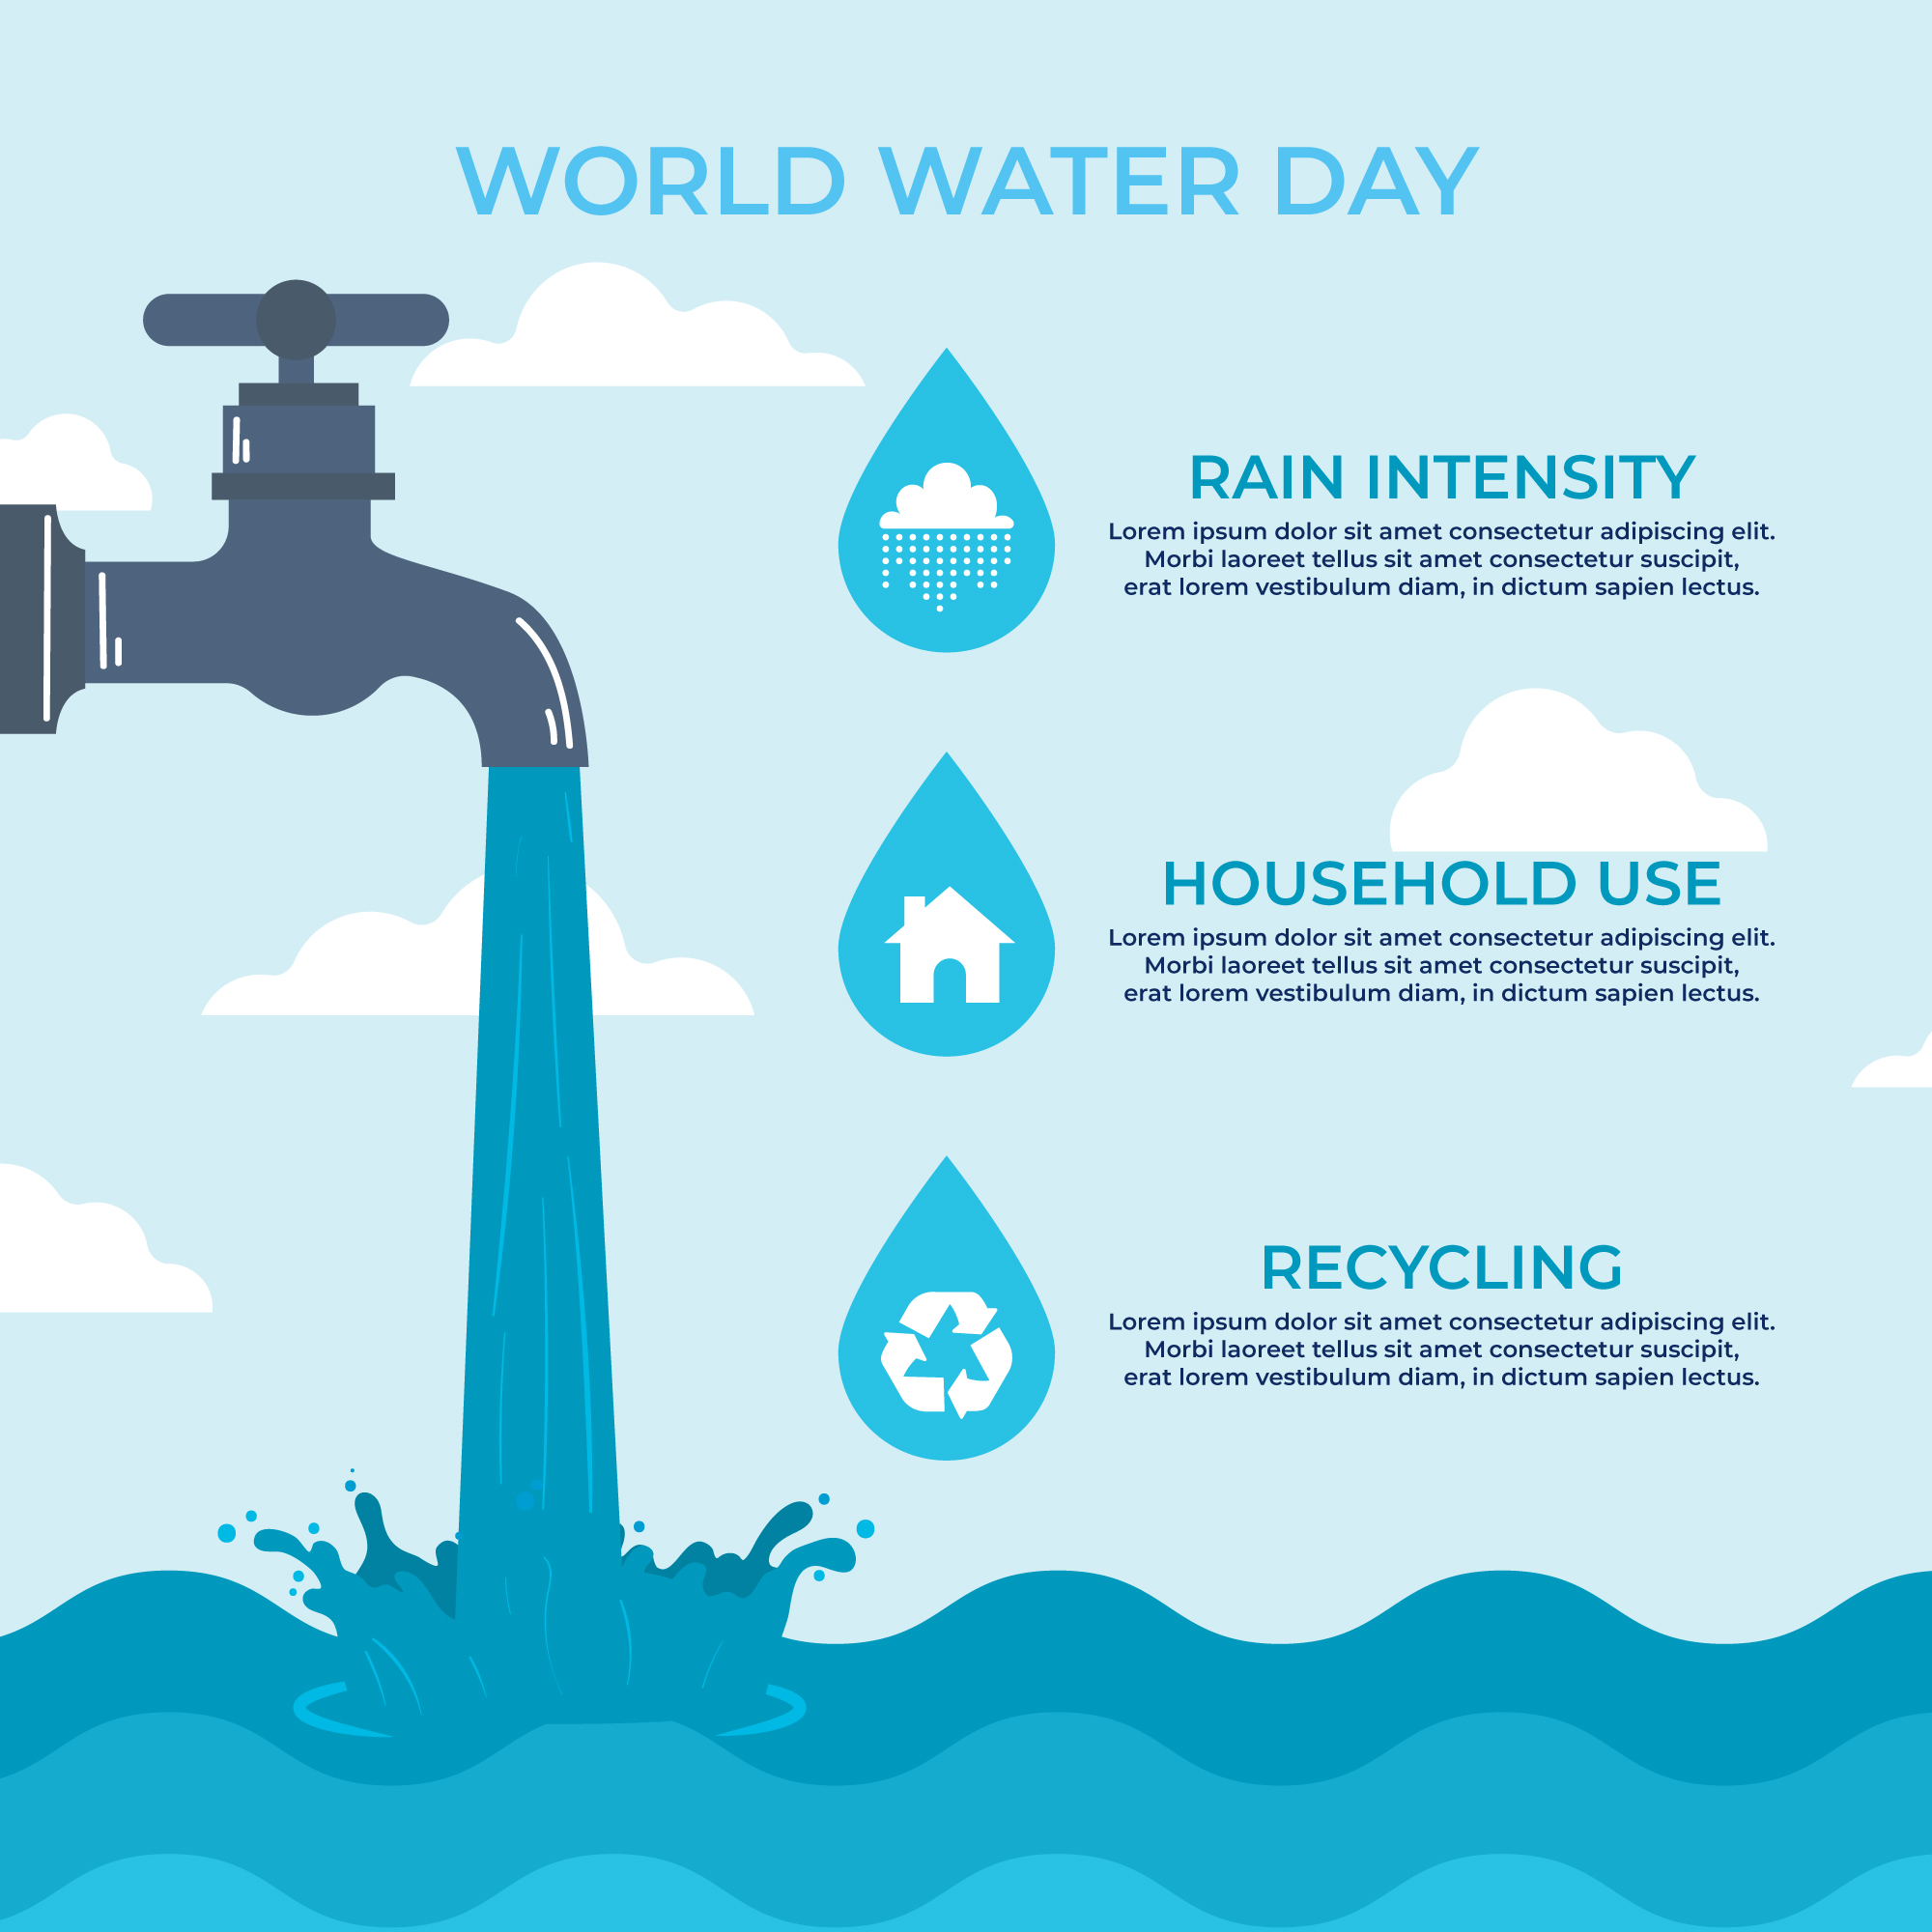 WORLD WATER DAY
RAIN INTENSITY
Lorem ipsum dolor sit amet consectetur adipiscing elit.
Morbi laoreet tellus sit amet consectetur suscipit,
erat lorem vestibulum diam, in dictum sapien lectus.
HOUSEHOLD USE
Lorem ipsum dolor sit amet consectetur adipiscing elit.
Morbi laoreet tellus sit amet consectetur suscipit,
erat lorem vestibulum diam, in dictum sapien lectus.
RECYCLING
Lorem ipsum dolor sit amet consectetur adipiscing elit.
Morbi laoreet tellus sit amet consectetur suscipit,
erat lorem vestibulum diam, in dictum sapien lectus.